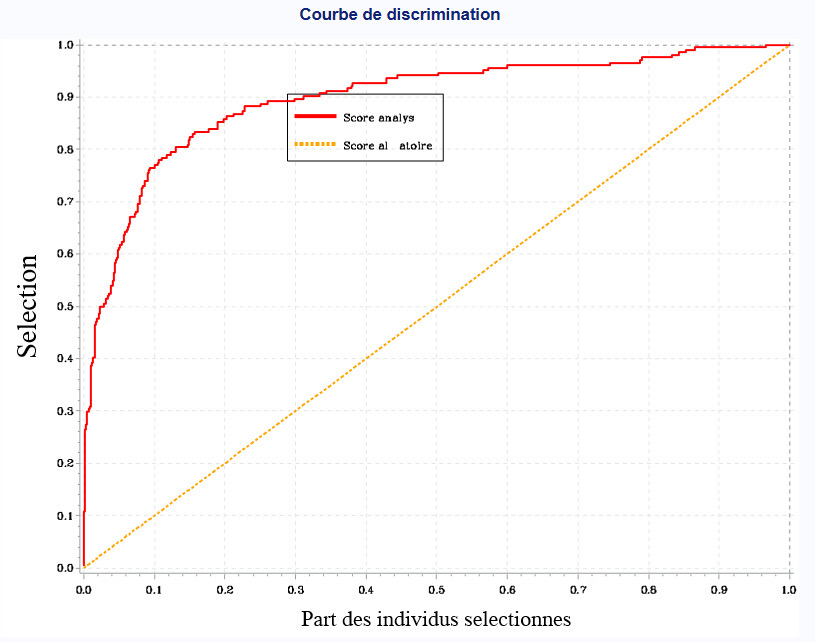 Courbe de discrimination
1.0
0.9
0.8
0.7
0.6
0.5
0.4
0.3
0.2
0.1
0.0
Selection
Score analys
Score al atoire
0.0 0.1 0.2 0.3 0.4 0.5 0.6 0.7 0.8 0.9 1.0
Part des individus selectionnes